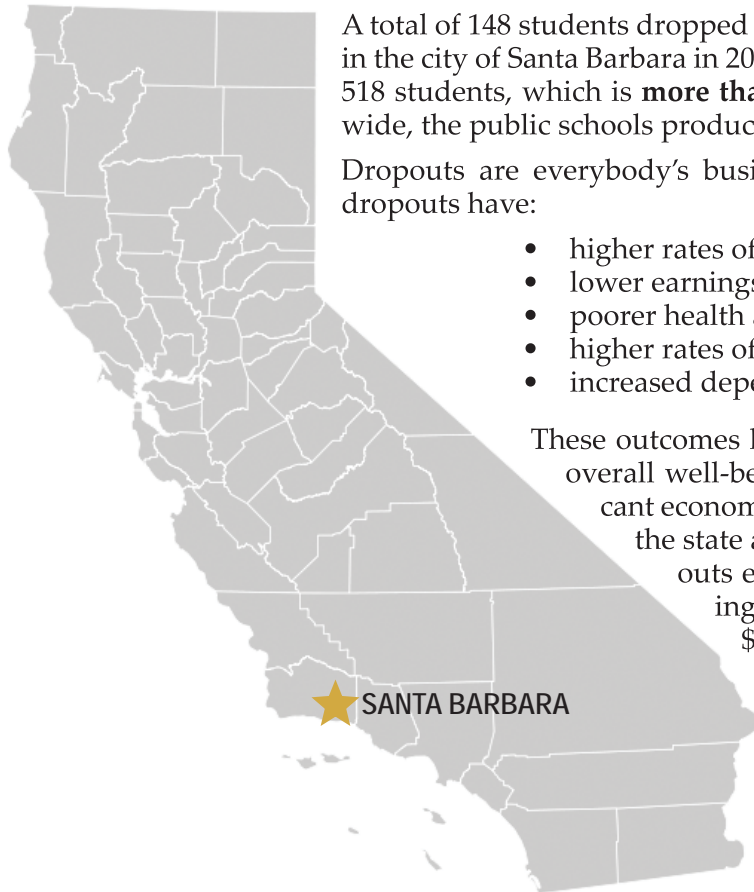 A total of 148 students dropped
in the city of Santa Barbara in 20
518 students, which is more tha
wide, the public schools produc
Dropouts are everybody’s busi
dropouts have:
• higher rates of
• lower earnings
• poorer health
• higher rates of
• increased depe
These outcomes
overall well-be
cant econom
the state a
outs e
ing
$
SANTA BARBARA